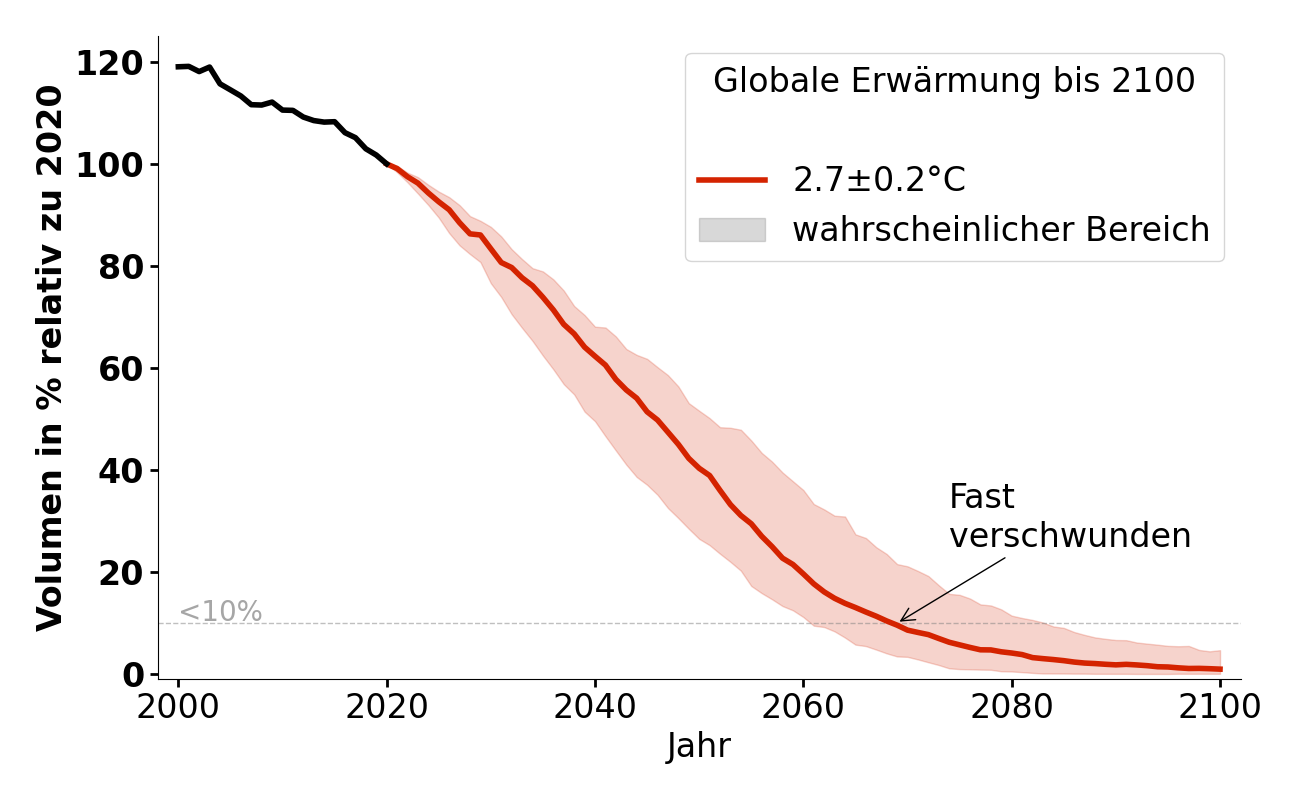 Volumen in % relativ zu 2020
120
100
80
60
40
20
0
Globale Erwärmung bis 2100
2.7±0.2°C
wahrscheinlicher Bereich
Fast
verschwunden
<10%
2000 2020 2040 2060 2080 2100
Jahr